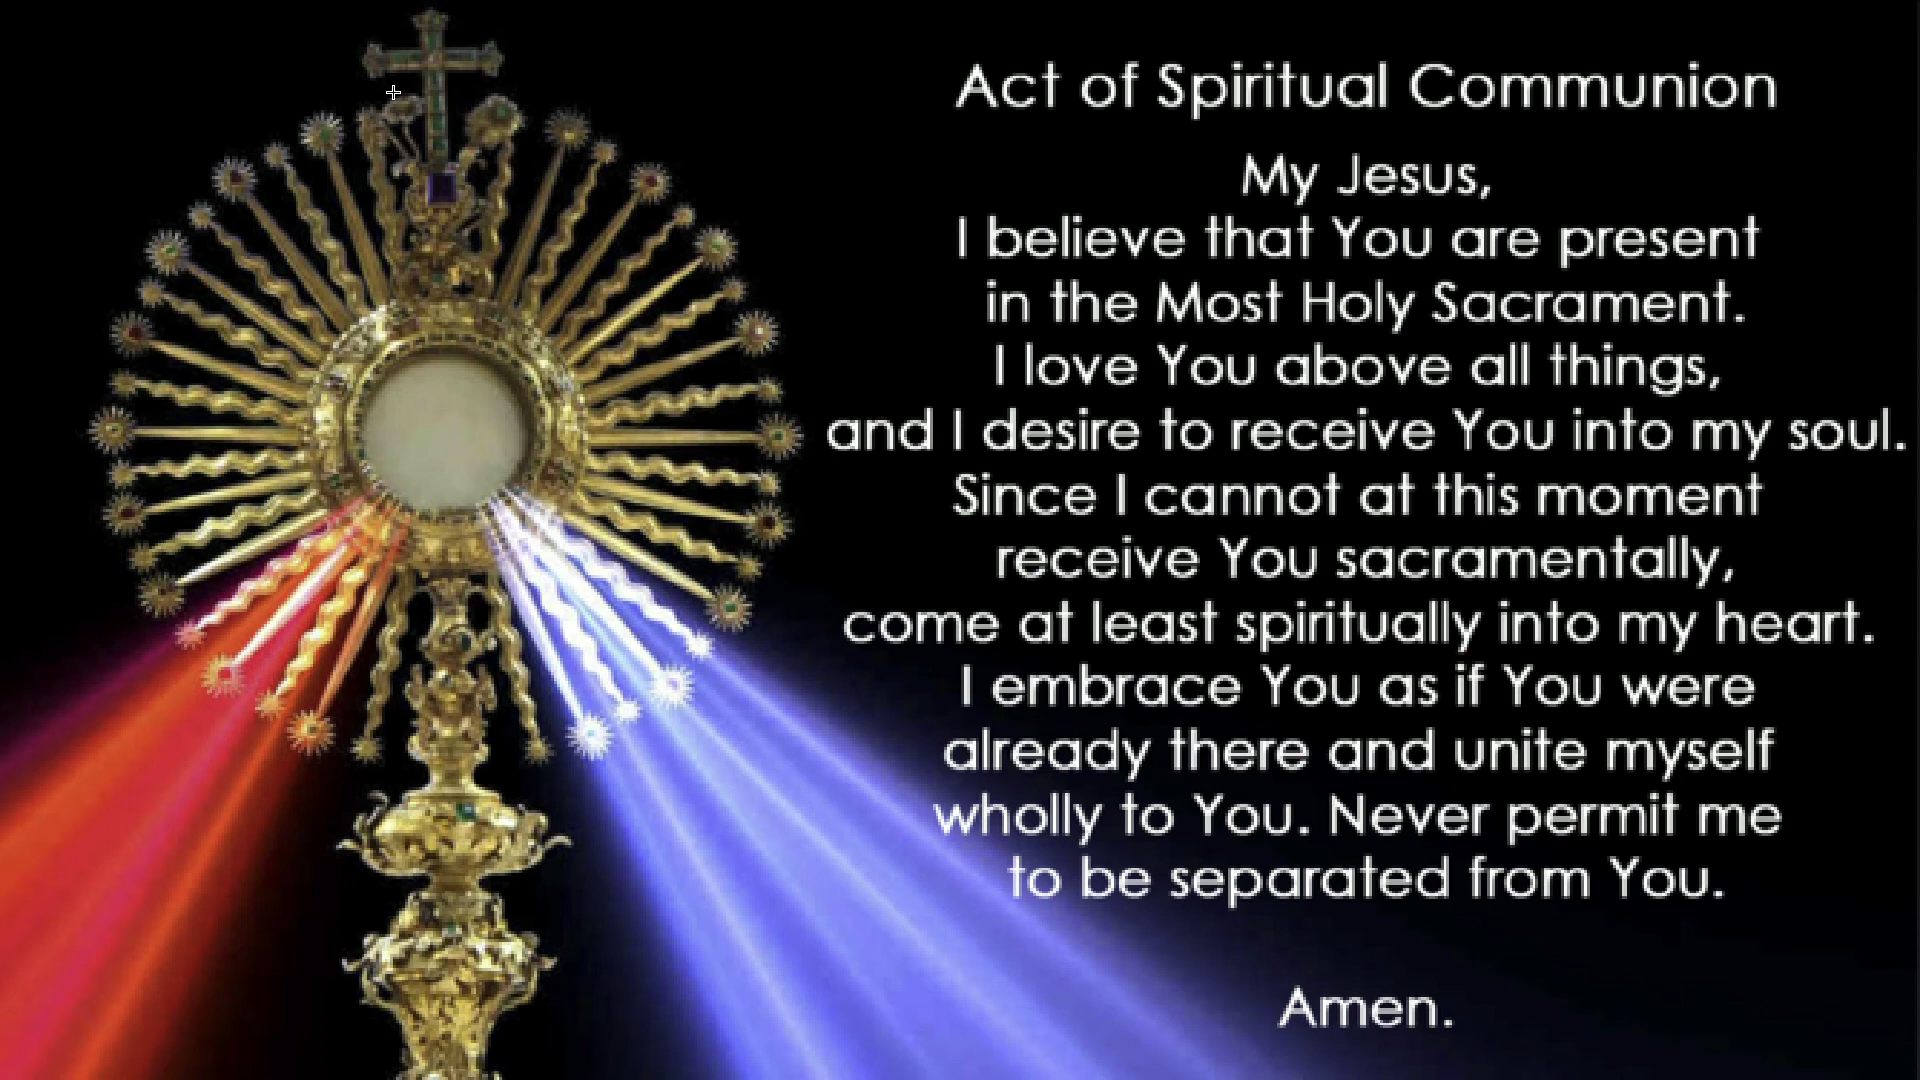 Act of Spiritual Communion
My Jesus,
I believe that You are present
in the Most Holy Sacrament.
I love You above all things,
and I desire to receive You into my soul.
Since I cannot at this moment
receive You sacramentally,
come at least spiritually into my heart.
I embrace You as if You were
already there and unite myself
wholly to You. Never permit me
to be separated from You.
Amen.